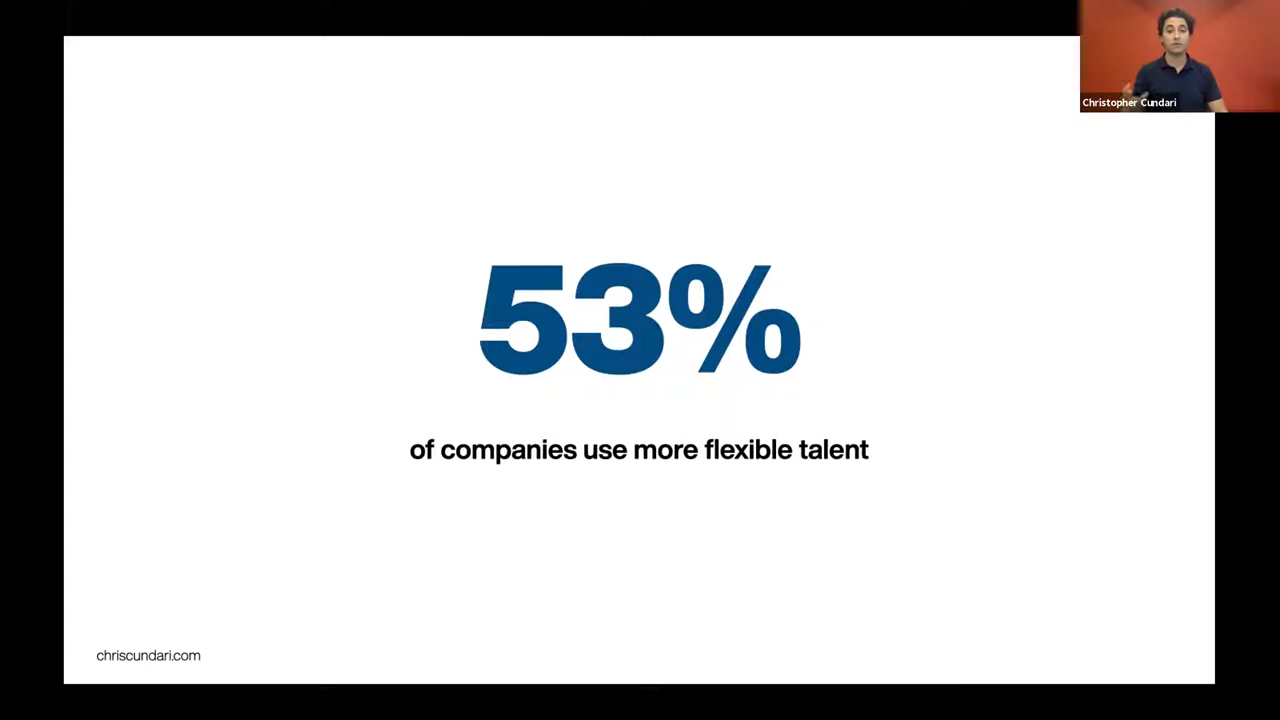 Christopher Cundari
53%
of companies use more flexible talent
chriscundari.com